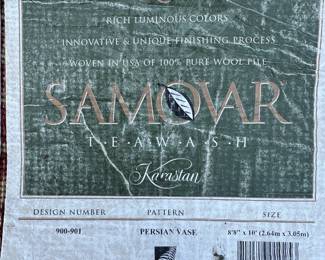 RICH LUMINOUS COLORS
INNOVATIVE & UNIQUE FINISHING PROCESS
WOVEN IN USA OF 100% PURE WOOL PILE
SAMOVAR
T·E·A·W·A·S·H
Karastan
DESIGN NUMBER PATTERN SIZE
900-901 PERSIAN VASE 8'8" x 10' (2.64m x 3.05m)